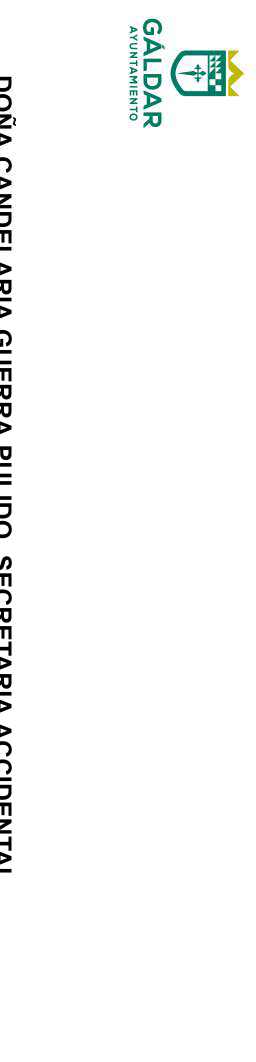 GÁLDAR
AYUNTAMIENTO
DOÑA CANDELARIA GUERRA PULIDO, SECRETARIA ACCIDENTAL